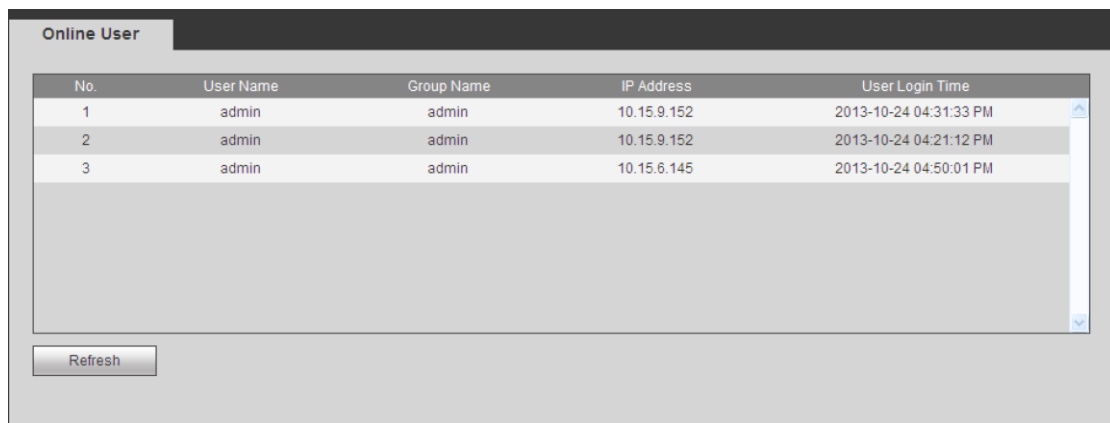 Online User
No. User Name Group Name IP Address User Login Time
1 admin admin 10.15.9.152 2013-10-24 04:31:33 PM
2 admin admin 10.15.9.152 2013-10-24 04:21:12 PM
3 admin admin 10.15.6.145 2013-10-24 04:50:01 PM
Refresh